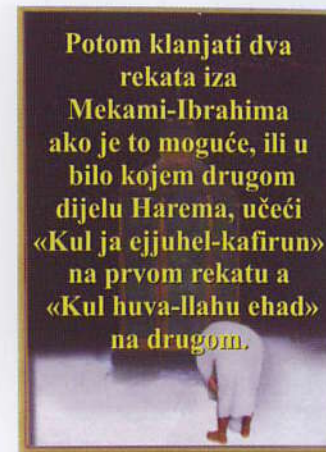 Potom klanjati dva
rekata iza
Mekami-Ibrahima
ako je to moguće, ili u
bilo kojem drugom
dijelu Harema, učeći
«Kul ja ejjuhel-kafirun»
na prvom rekatu a
«Kul huva-llahu ehad»
na drugom.